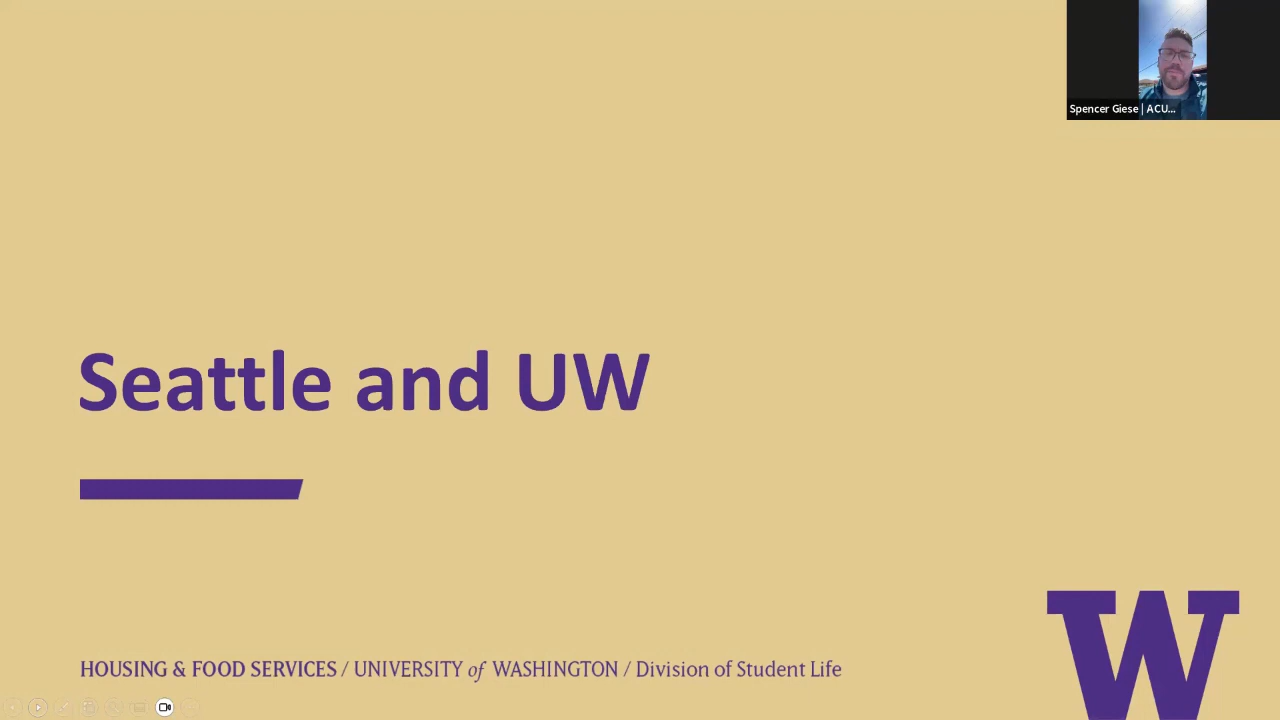 Spencer Giese | ACU...
Seattle and UW
HOUSING & FOOD SERVICES / UNIVERSITY of WASHINGTON / Division of Student Life
W